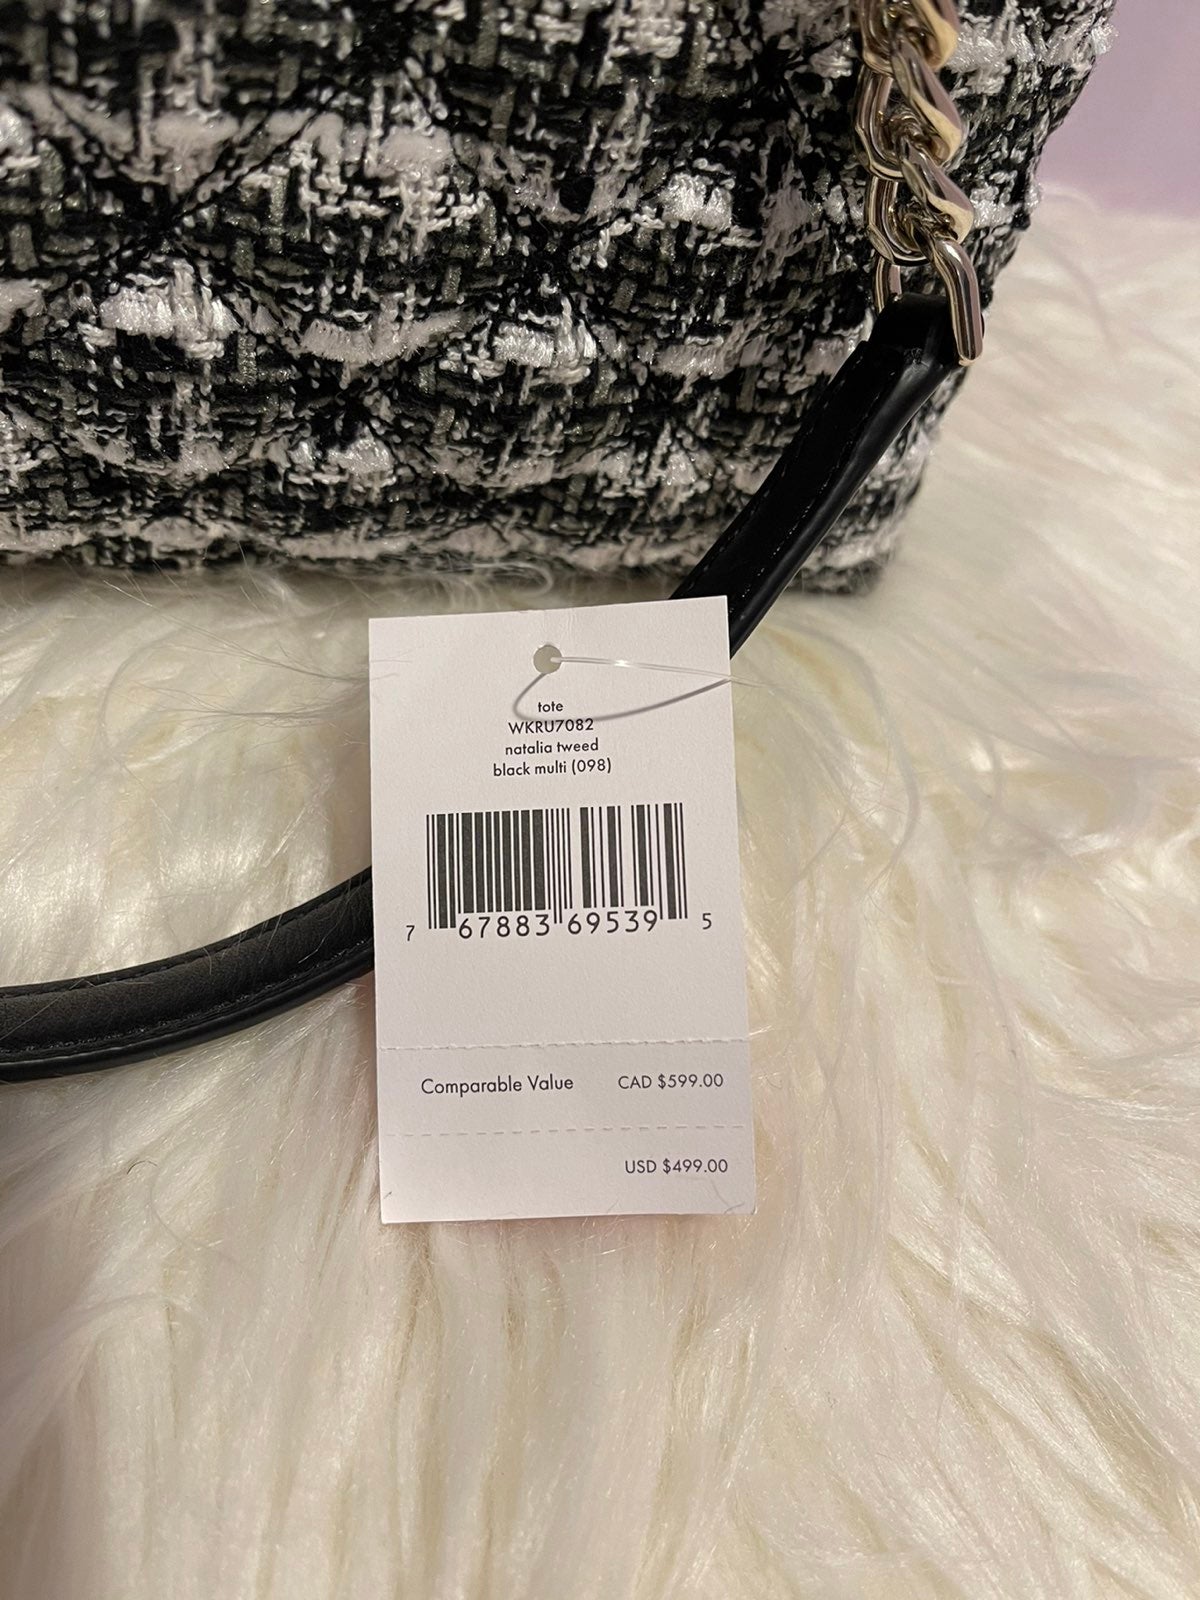 tote
WKRU7082
natalia tweed
black multi (098)
7 67883 69539 5
Comparable Value CAD $599.00
USD $499.00